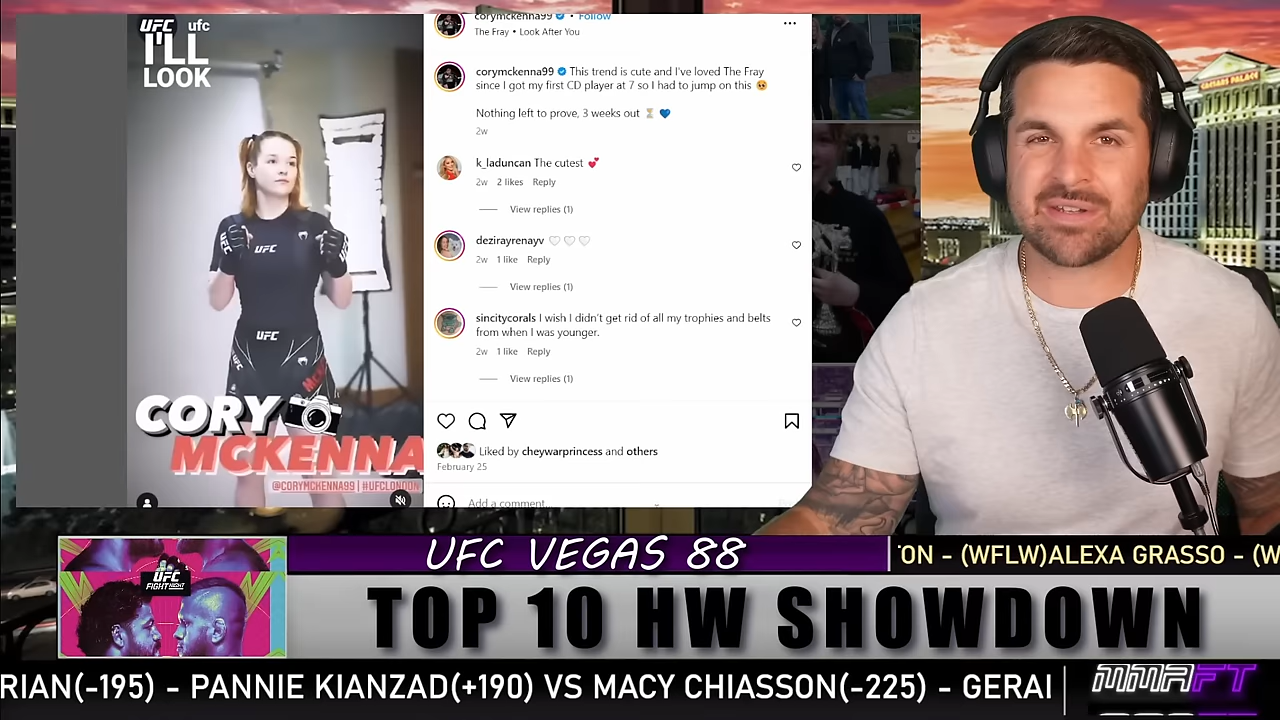 UFC ufc
I'LL
LOOK
UFC
UFC
CORY
MCKENNA
@CORYMCKENNA99 | #UFCLONDON
corymckenna99 • Follow
The Fray • Look After You
corymckenna99 This trend is cute and I've loved The Fray
since I got my first CD player at 7 so I had to jump on this 🥹
Nothing left to prove, 3 weeks out ⏳ 💙
2w
k_laduncan The cutest 💕
2w 2 likes Reply
View replies (1)
dezirayrenayv 🤍🤍🤍
2w 1 like Reply
View replies (1)
sincitycorals I wish I didn't get rid of all my trophies and belts
from when I was younger.
2w 1 like Reply
View replies (1)
Liked by cheywarprincess and others
February 25
Add a comment...
CAESARS PALACE
UFC
FIGHT NIGHT
UFC VEGAS 88
ON - (WFLW)ALEXA GRASSO - (W
TOP 10 HW SHOWDOWN
RIAN(-195) - PANNIE KIANZAD(+190) VS MACY CHIASSON(-225) - GERAI
MMAFT